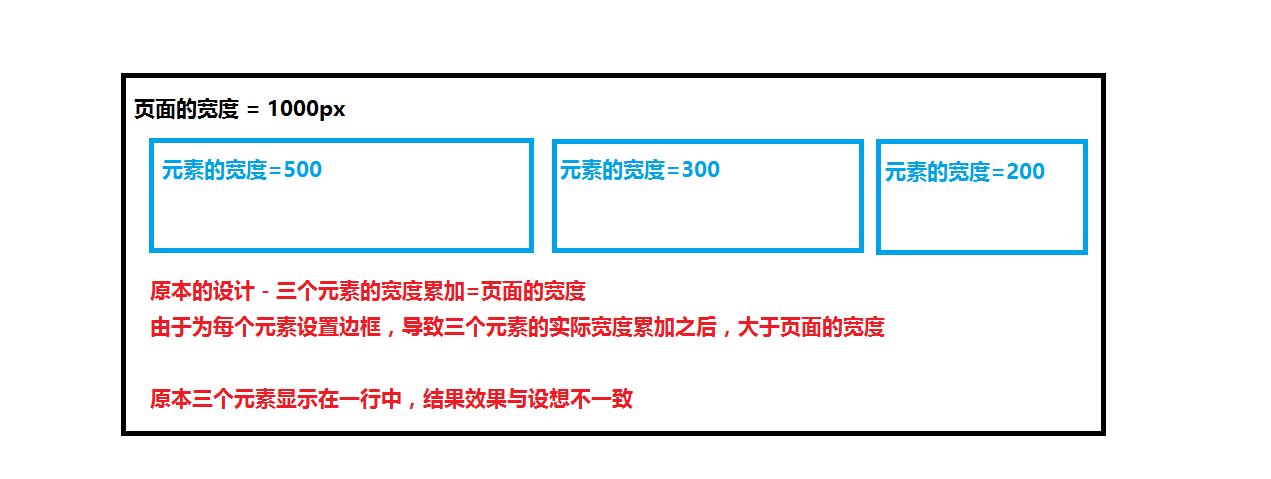 页面的宽度 = 1000px
元素的宽度=500
元素的宽度=300
元素的宽度=200
原本的设计 - 三个元素的宽度累加=页面的宽度
由于为每个元素设置边框，导致三个元素的实际宽度累加之后，大于页面的宽度
原本三个元素显示在一行中，结果效果与设想不一致